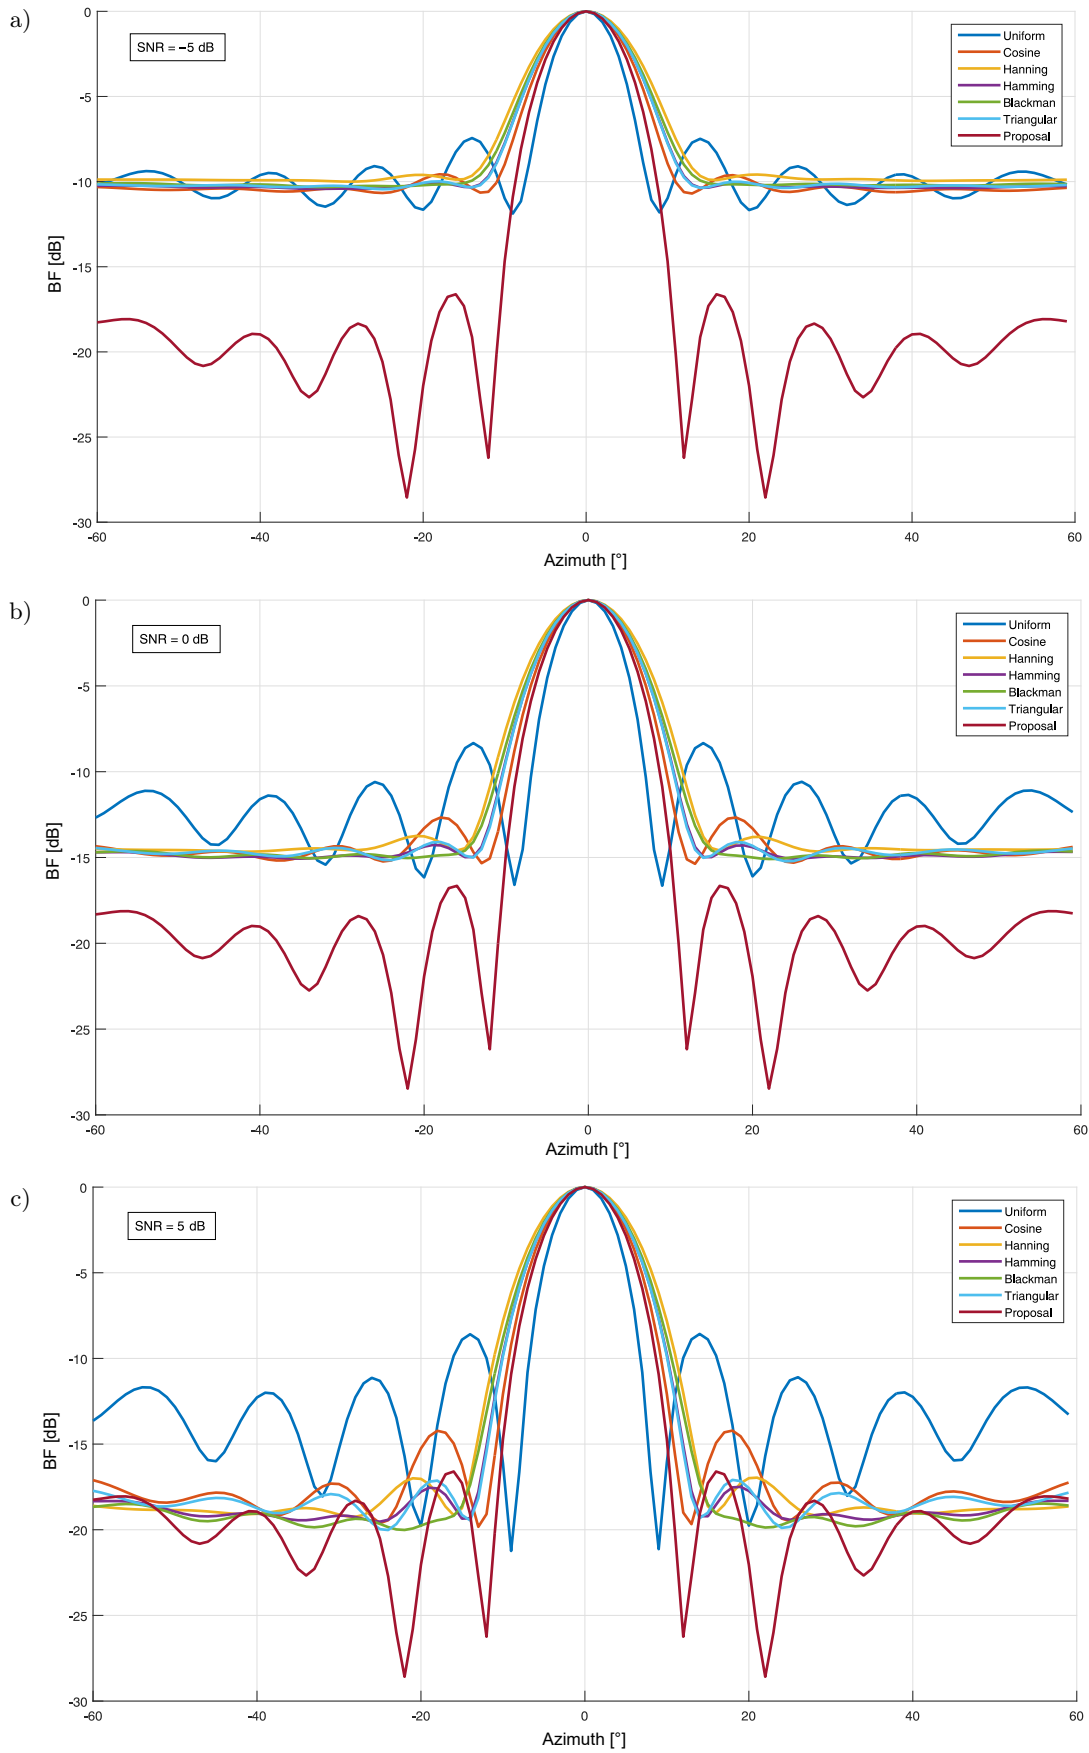 a)
SNR = −5 dB
Uniform
Cosine
Hanning
Hamming
Blackman
Triangular
Proposal
BF [dB]
0
-5
-10
-15
-20
-25
-30
-60
-40
-20
0
20
40
60
Azimuth [°]
b)
SNR = 0 dB
Uniform
Cosine
Hanning
Hamming
Blackman
Triangular
Proposal
BF [dB]
0
-5
-10
-15
-20
-25
-30
-60
-40
-20
0
20
40
60
Azimuth [°]
c)
SNR = 5 dB
Uniform
Cosine
Hanning
Hamming
Blackman
Triangular
Proposal
BF [dB]
0
-5
-10
-15
-20
-25
-30
-60
-40
-20
0
20
40
60
Azimuth [°]